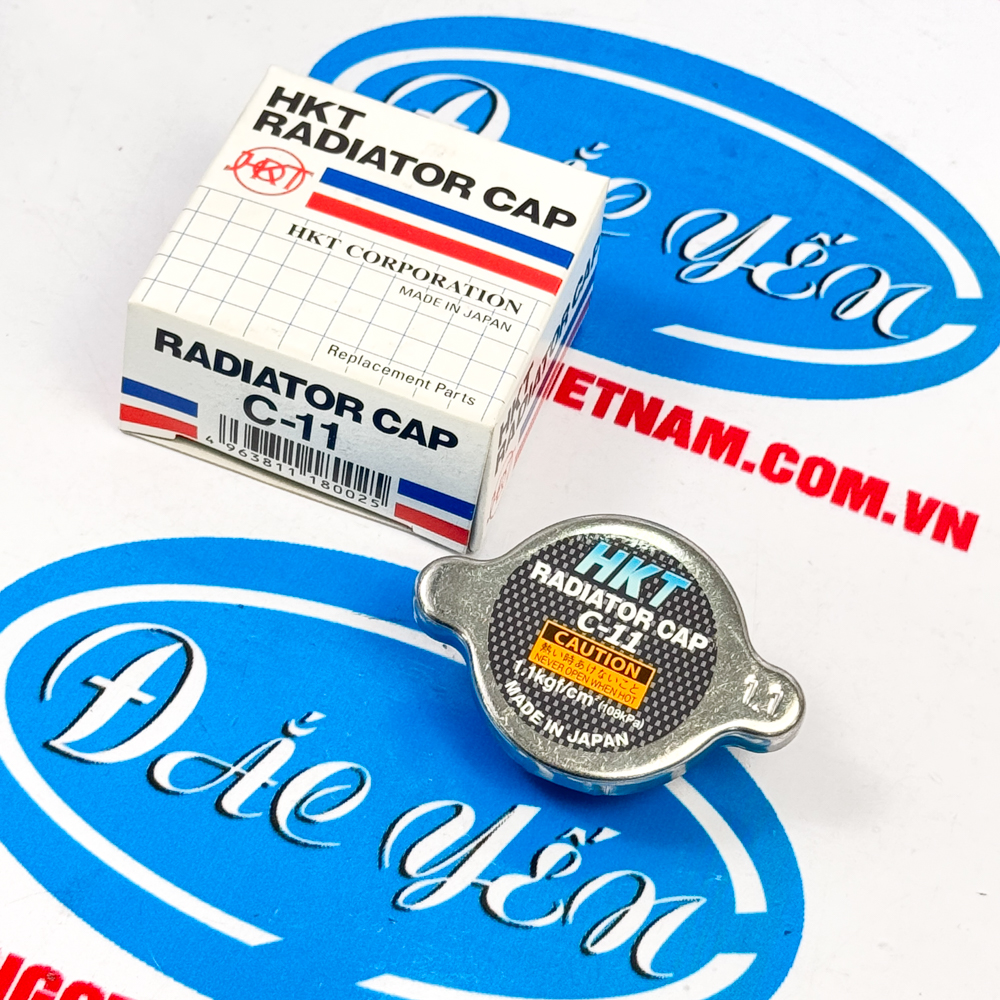 HKT
RADIATOR CAP
HKT
HKT CORPORATION
MADE IN JAPAN
Replacement Parts
RADIATOR CAP
C-11
4 963811 180025
ĐẮC YẾN
IETNAM.COM.VN
HKT
RADIATOR CAP
C-11
CAUTION
熱い時あけないこと
NEVER OPEN WHEN HOT
1.1kgf/cm² (108kPa)
MADE IN JAPAN
1.1
ĐẮC YẾN